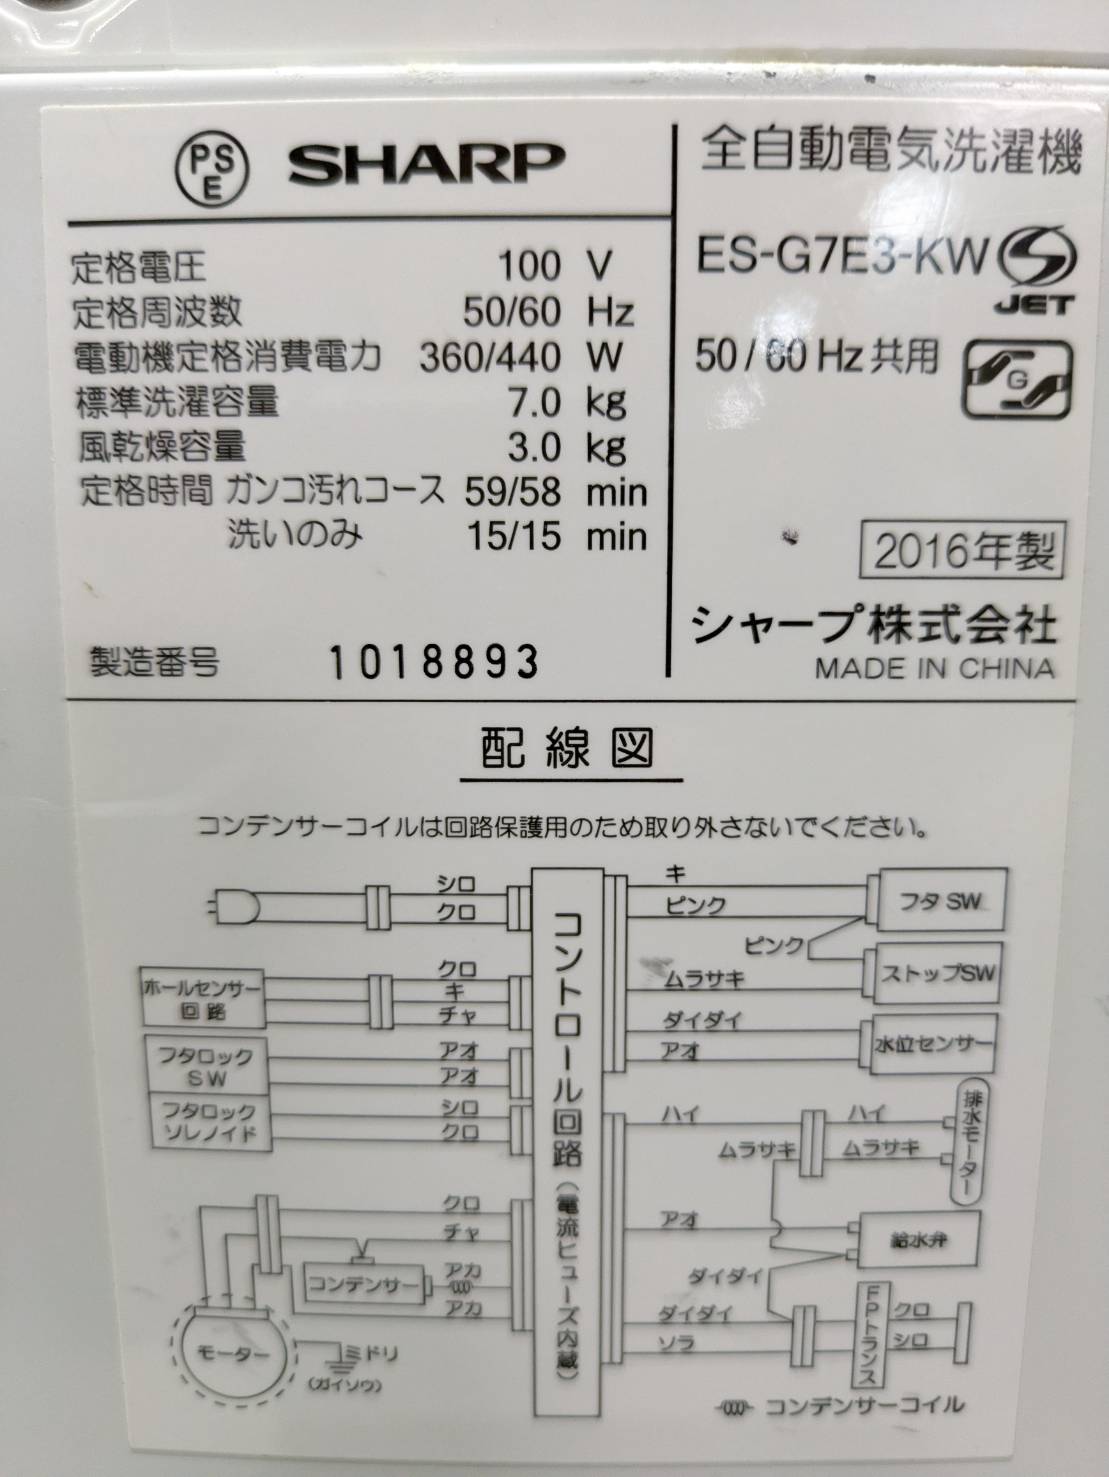 PSE SHARP
定格電圧 100 V
定格周波数 50/60 Hz
電動機定格消費電力 360/440 W
標準洗濯容量 7.0 kg
風乾燥容量 3.0 kg
定格時間 ガンコ汚れコース 59/58 min
洗いのみ 15/15 min
製造番号 1018893
全自動電気洗濯機
ES-G7E3-KW
JET
50/60Hz共用
G
2016年製
シャープ株式会社
MADE IN CHINA
配線図
コンデンサーコイルは回路保護用のため取り外さないでください。
シロ
クロ
ホールセンサー
回路
クロ
キ
チャ
フタロック
SW
アオ
アオ
フタロック
ソレノイド
シロ
クロ
クロ
チャ
コンデンサー
アカ
アカ
モーター
ミドリ
(ガイソウ)
コントロール回路(電流ヒューズ内蔵)
キ
ピンク
フタSW
ピンク
ムラサキ
ストップSW
ダイダイ
アオ
水位センサー
ハイ
ハイ
ムラサキ
ムラサキ
排水モーター
アオ
給水弁
ダイダイ
ダイダイ
ソラ
FPトランス
クロ
シロ
コンデンサーコイル